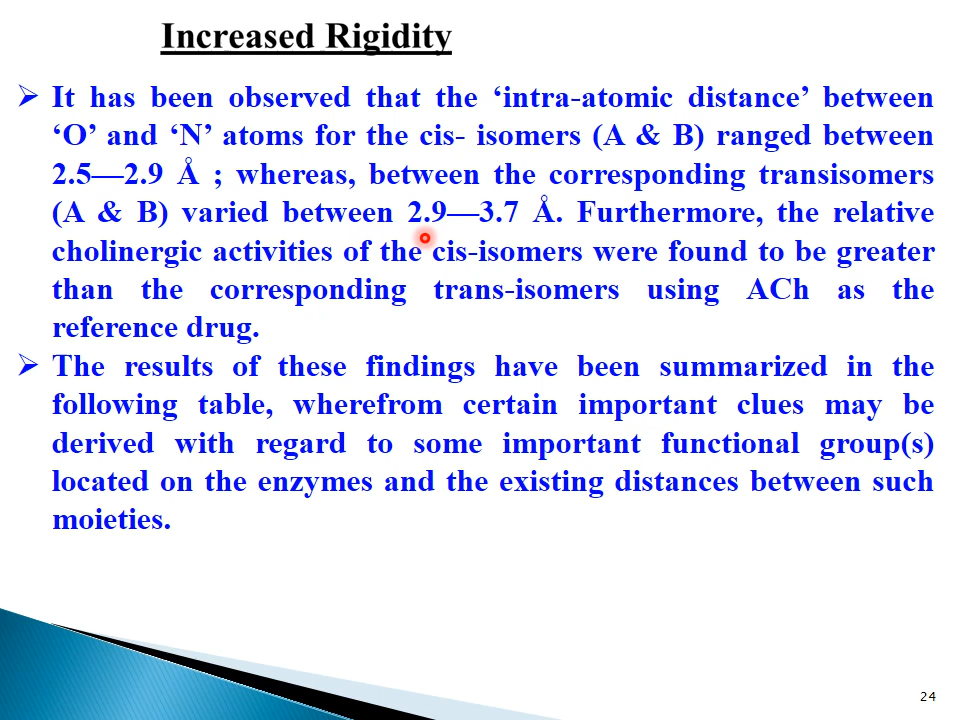 Increased Rigidity
➢ It has been observed that the ‘intra-atomic distance’ between
‘O’ and ‘N’ atoms for the cis- isomers (A & B) ranged between
2.5—2.9 Å ; whereas, between the corresponding transisomers
(A & B) varied between 2.9—3.7 Å. Furthermore, the relative
cholinergic activities of the cis-isomers were found to be greater
than the corresponding trans-isomers using ACh as the
reference drug.
➢ The results of these findings have been summarized in the
following table, wherefrom certain important clues may be
derived with regard to some important functional group(s)
located on the enzymes and the existing distances between such
moieties.
24